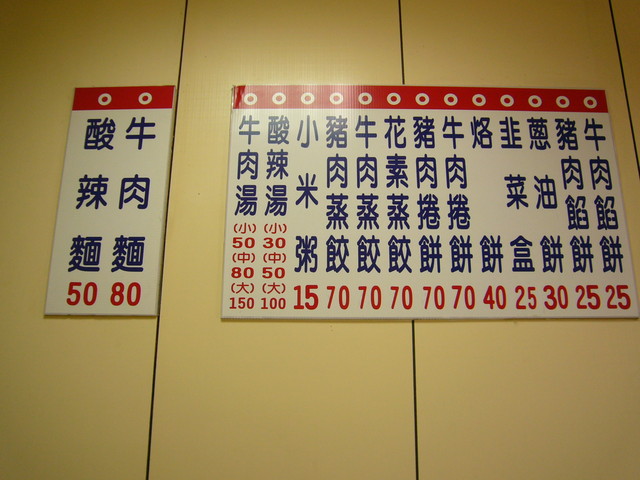 牛肉麵 80
酸辣麵 50
牛肉餡餅 25
豬肉餡餅 25
蔥油餅 30
韭菜盒 25
烙餅 40
牛肉捲餅 70
豬肉捲餅 70
花素蒸餃 70
牛肉蒸餃 70
豬肉蒸餃 70
小米粥 15
酸辣湯 (小) 30 (中) 50 (大) 100
牛肉湯 (小) 50 (中) 80 (大) 150